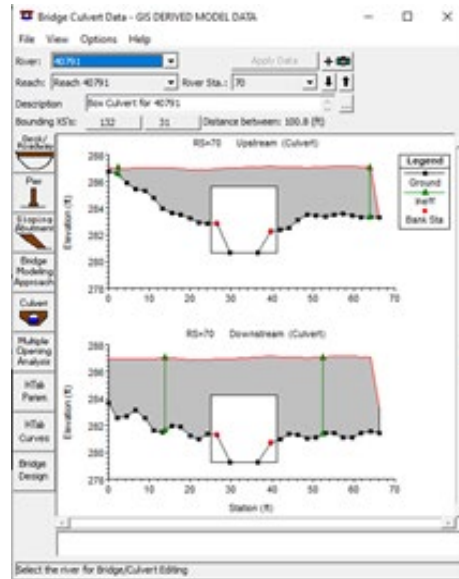 Bridge Culvert Data - GIS DERIVED MODEL DATA
File View Options Help
River: 40791 Apply Data
Reach: Reach 40791 River Sta.: 70
Description Box Culvert for 40791 ...
Bounding XS's: 132 31 Distance between: 100.8 (ft)
Deck/
Roadway
Pier
Sloping
Abutment
Bridge
Modeling
Approach
Culvert
Multiple
Opening
Analysis
HTab
Param.
HTab
Curves
Bridge
Design
RS=70 Upstream (Culvert)
Elevation (ft)
288
286
284
282
280
278
0 10 20 30 40 50 60 70
Legend
Ground
Ineff
Bank Sta
RS=70 Downstream (Culvert)
Elevation (ft)
288
286
284
282
280
278
0 10 20 30 40 50 60 70
Station (ft)
Select the river for Bridge/Culvert Editing